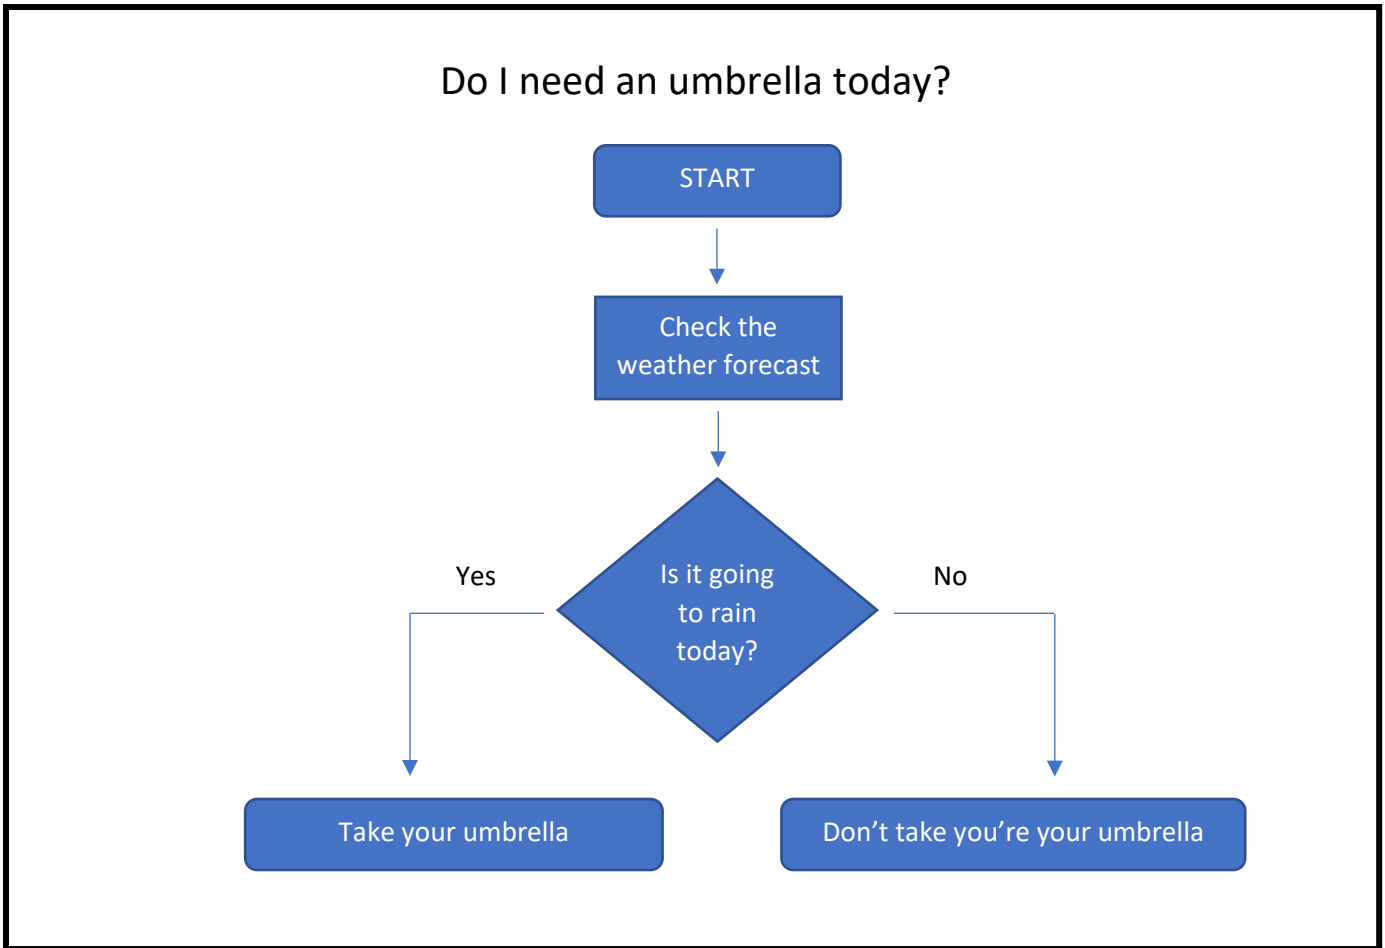 Do I need an umbrella today?
START
Check the
weather forecast
Is it going
to rain
today?
Yes
No
Take your umbrella
Don’t take you’re your umbrella